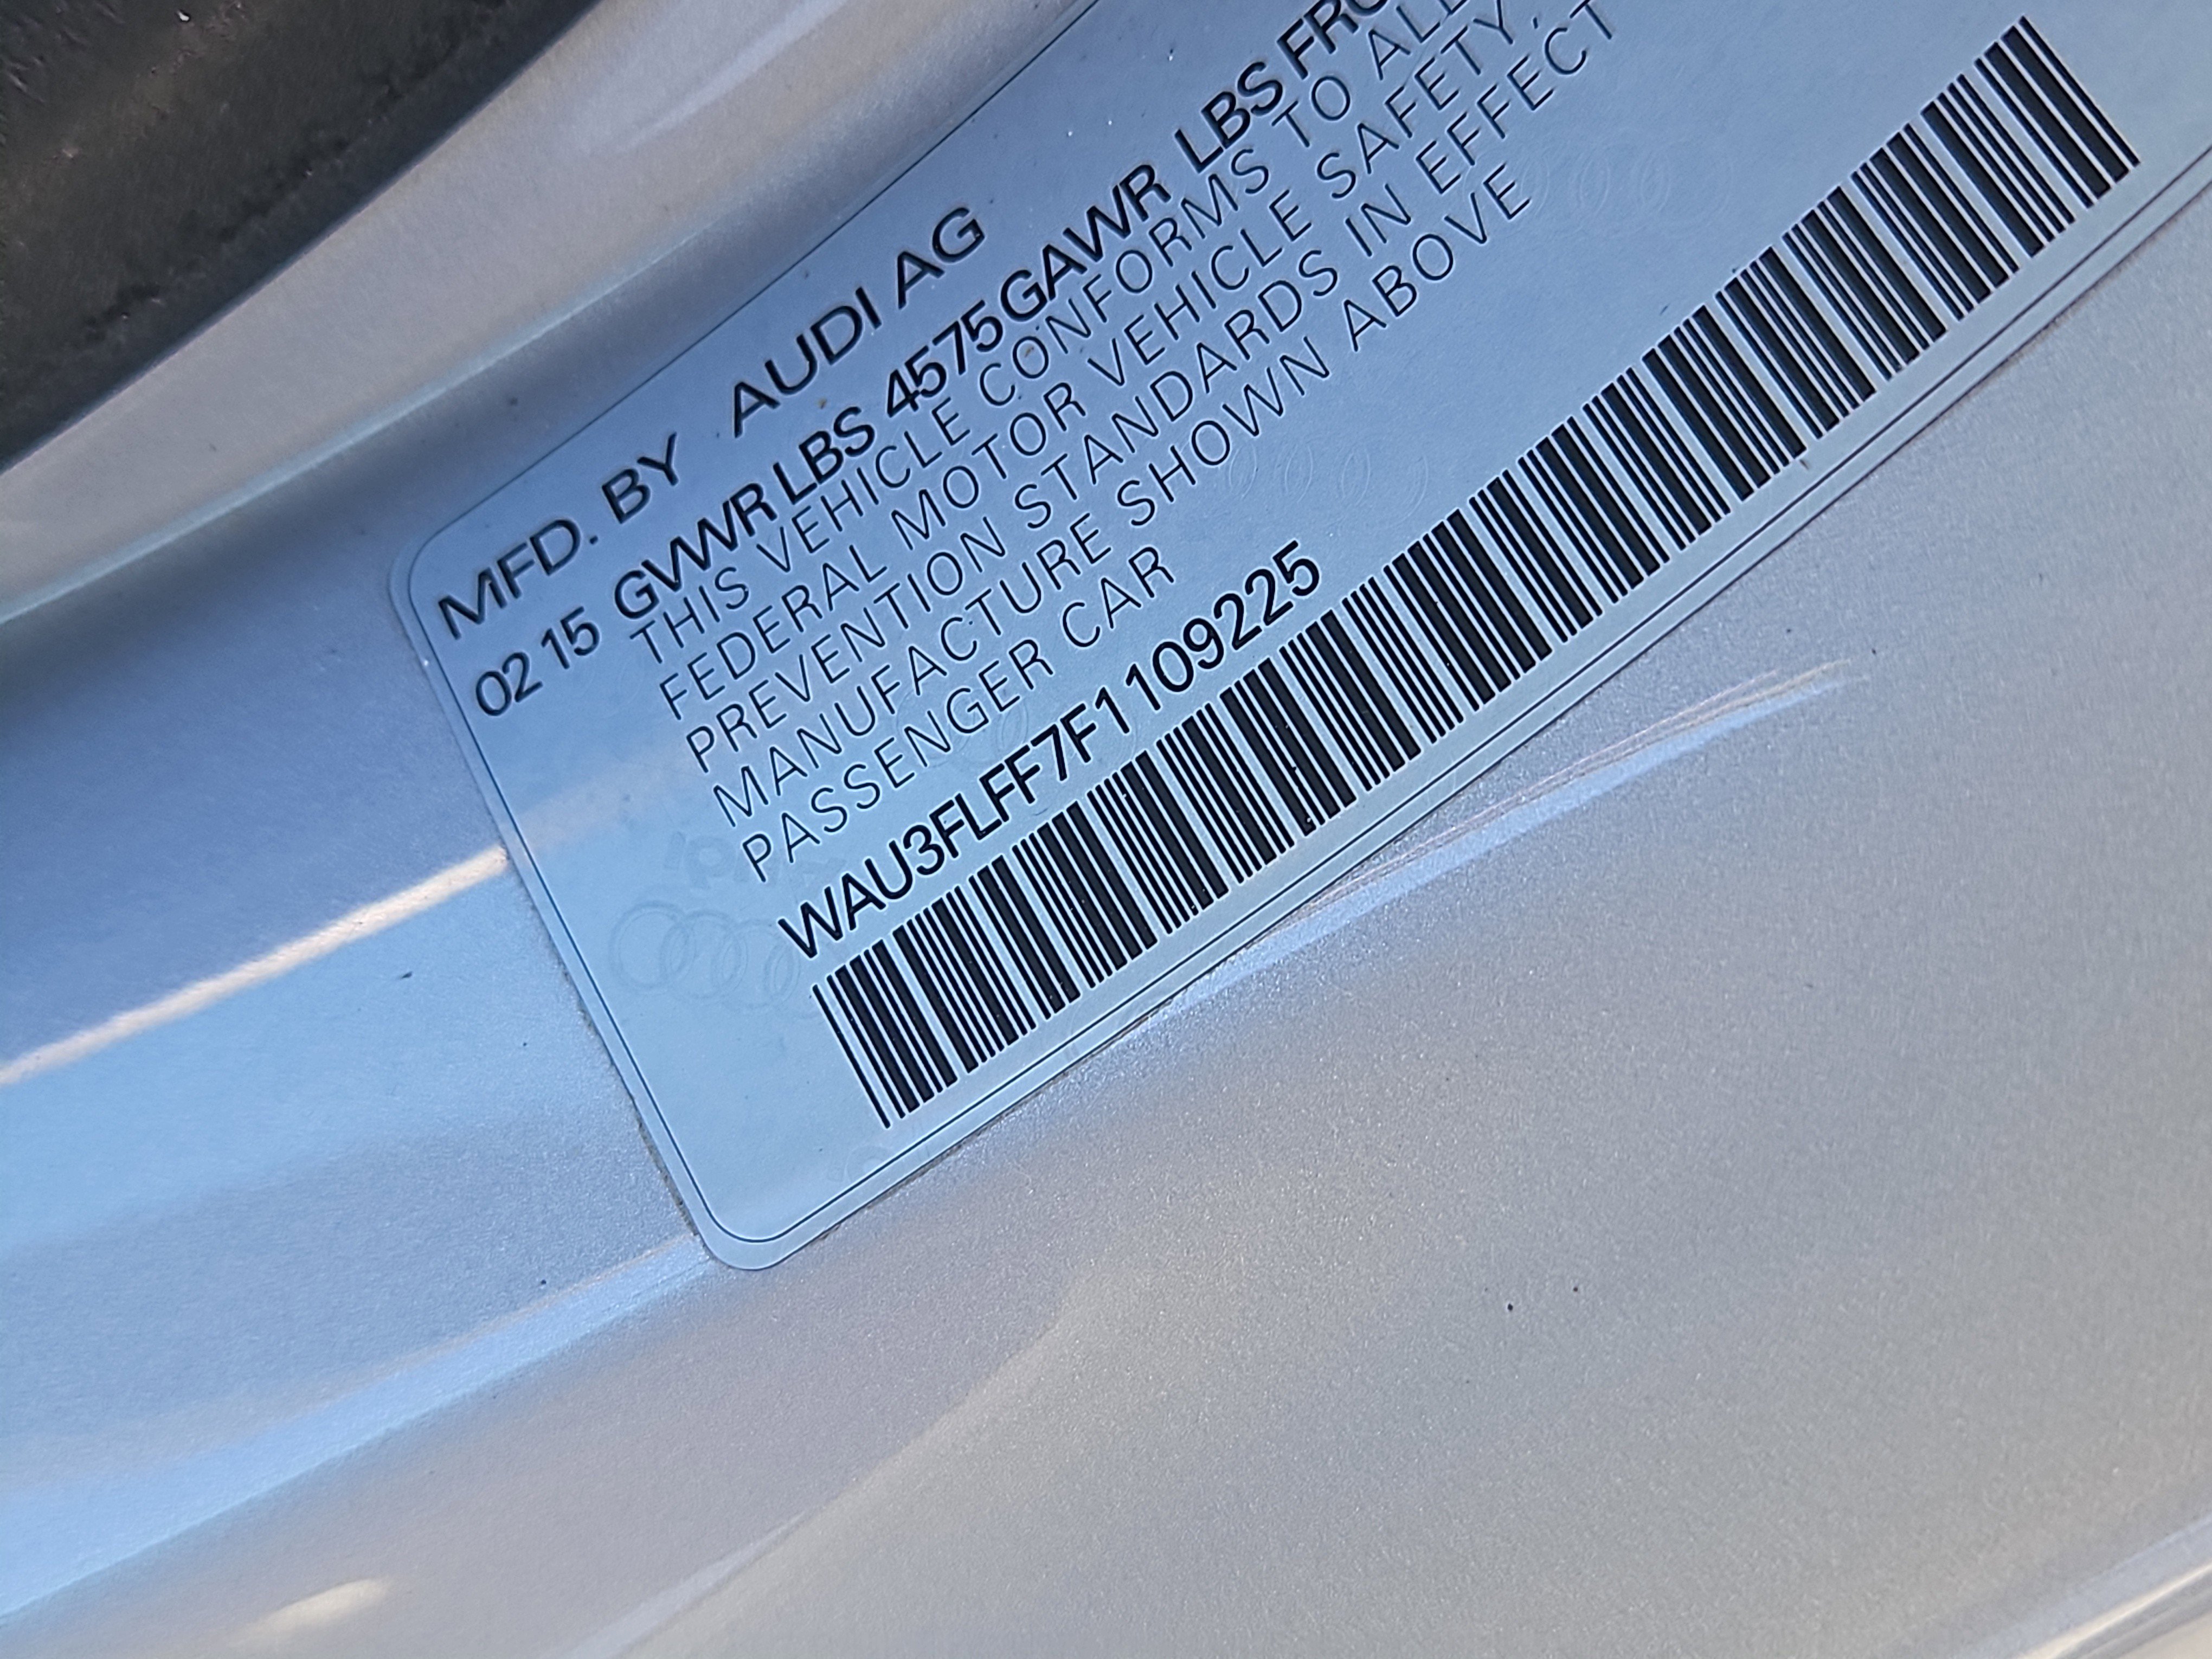 MFD. BY AUDI AG
02 15 GVWR LBS 4575 GAWR LBS
THIS VEHICLE CONFORMS TO ALL
FEDERAL MOTOR VEHICLE SAFETY,
PREVENTION STANDARDS IN EFFECT
MANUFACTURE SHOWN ABOVE
PASSENGER CAR
WAU3FLFF7F1109225